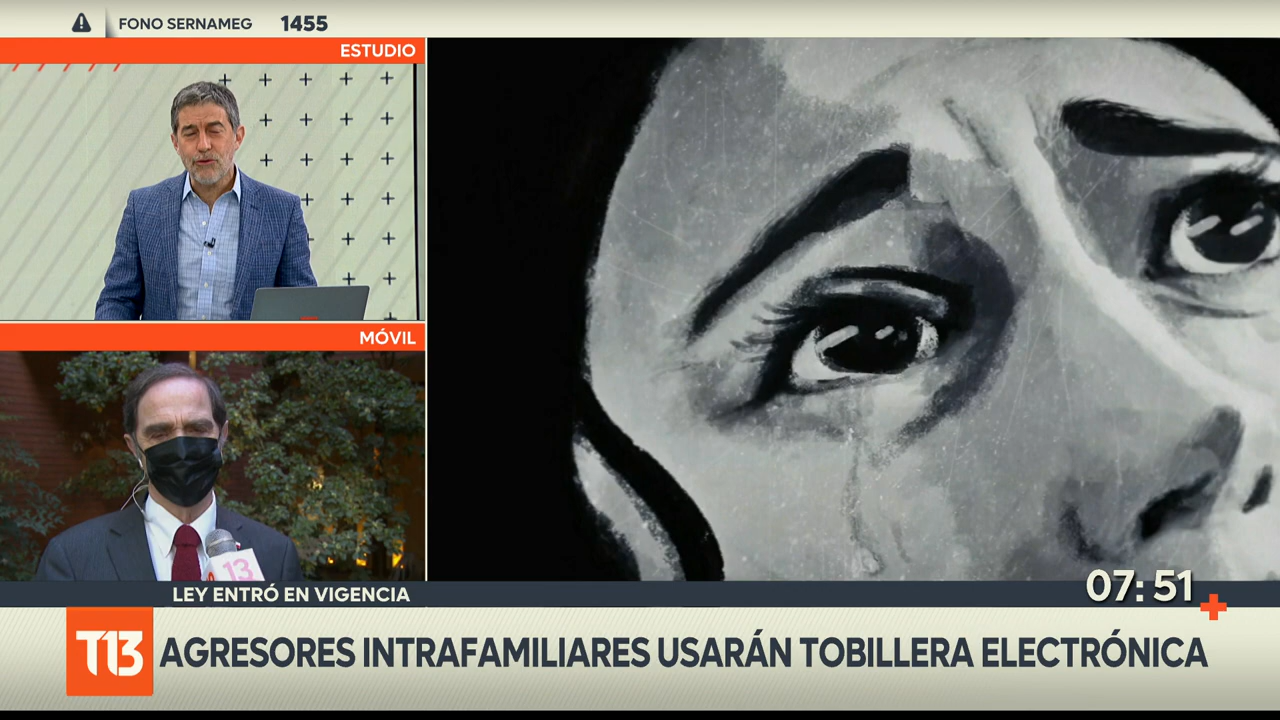 FONO SERNAMEG 1455
ESTUDIO
MÓVIL
13
LEY ENTRÓ EN VIGENCIA
07:51
T13
AGRESORES INTRAFAMILIARES USARÁN TOBILLERA ELECTRÓNICA